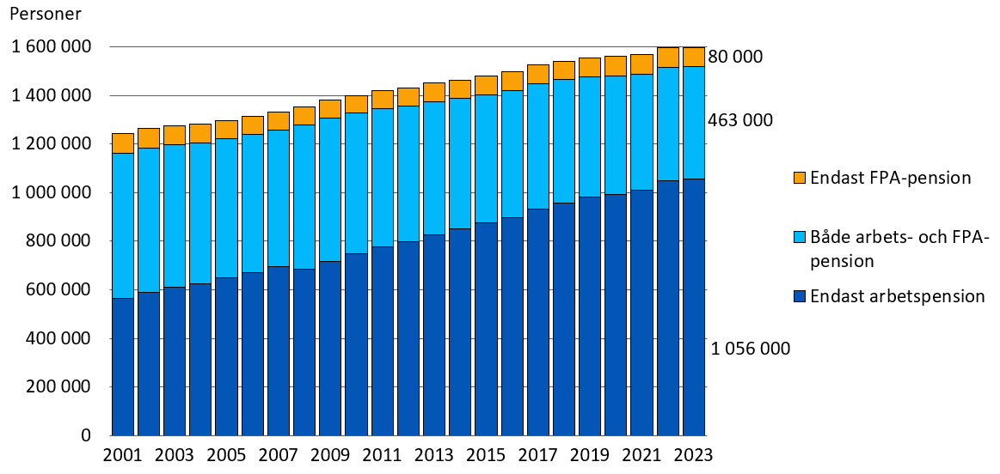 Personer
1 600 000
1 400 000
1 200 000
1 000 000
800 000
600 000
400 000
200 000
0
2001 2003 2005 2007 2009 2011 2013 2015 2017 2019 2021 2023
80 000
463 000
1 056 000
Endast FPA-pension
Både arbets- och FPA-
pension
Endast arbetspension